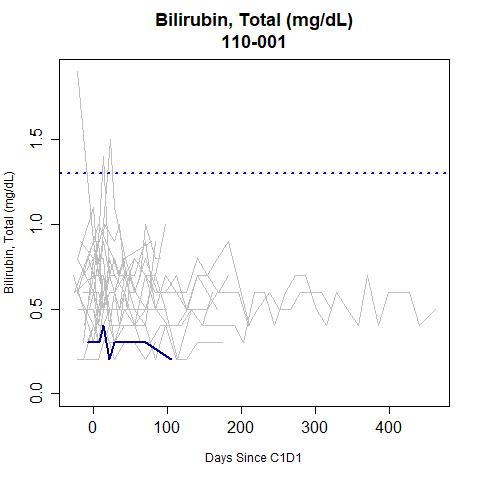 Bilirubin, Total (mg/dL)
110-001
Bilirubin, Total (mg/dL)
1.5
1.0
0.5
0.0
0 100 200 300 400
Days Since C1D1